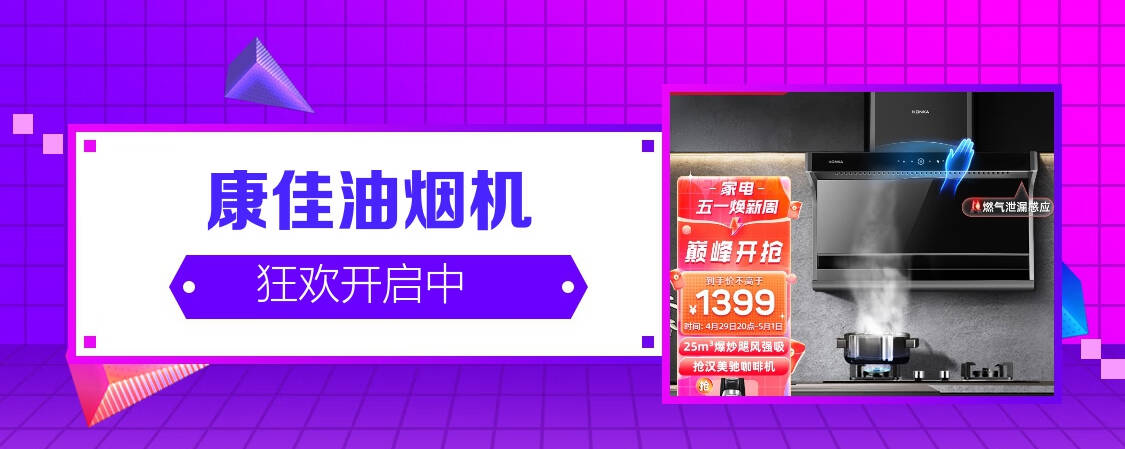 康佳油烟机
狂欢开启中
KONKA
KONKA
燃气泄漏感应
家电
五一焕新周
巅峰开抢
到手价不高于
¥1399
时间：4月29日20点-5月1日
25m³爆炒飓风强吸
抢汉美驰咖啡机
抢